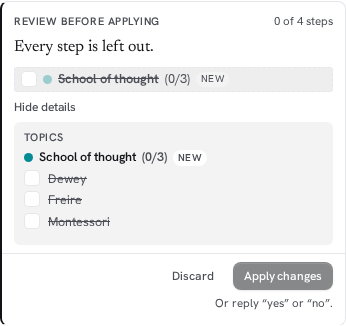 REVIEW BEFORE APPLYING 0 of 4 steps
Every step is left out.
School of thought (0/3) NEW
Hide details
TOPICS
School of thought (0/3) NEW
Dewey
Freire
Montessori
Discard Apply changes
Or reply “yes” or “no”.